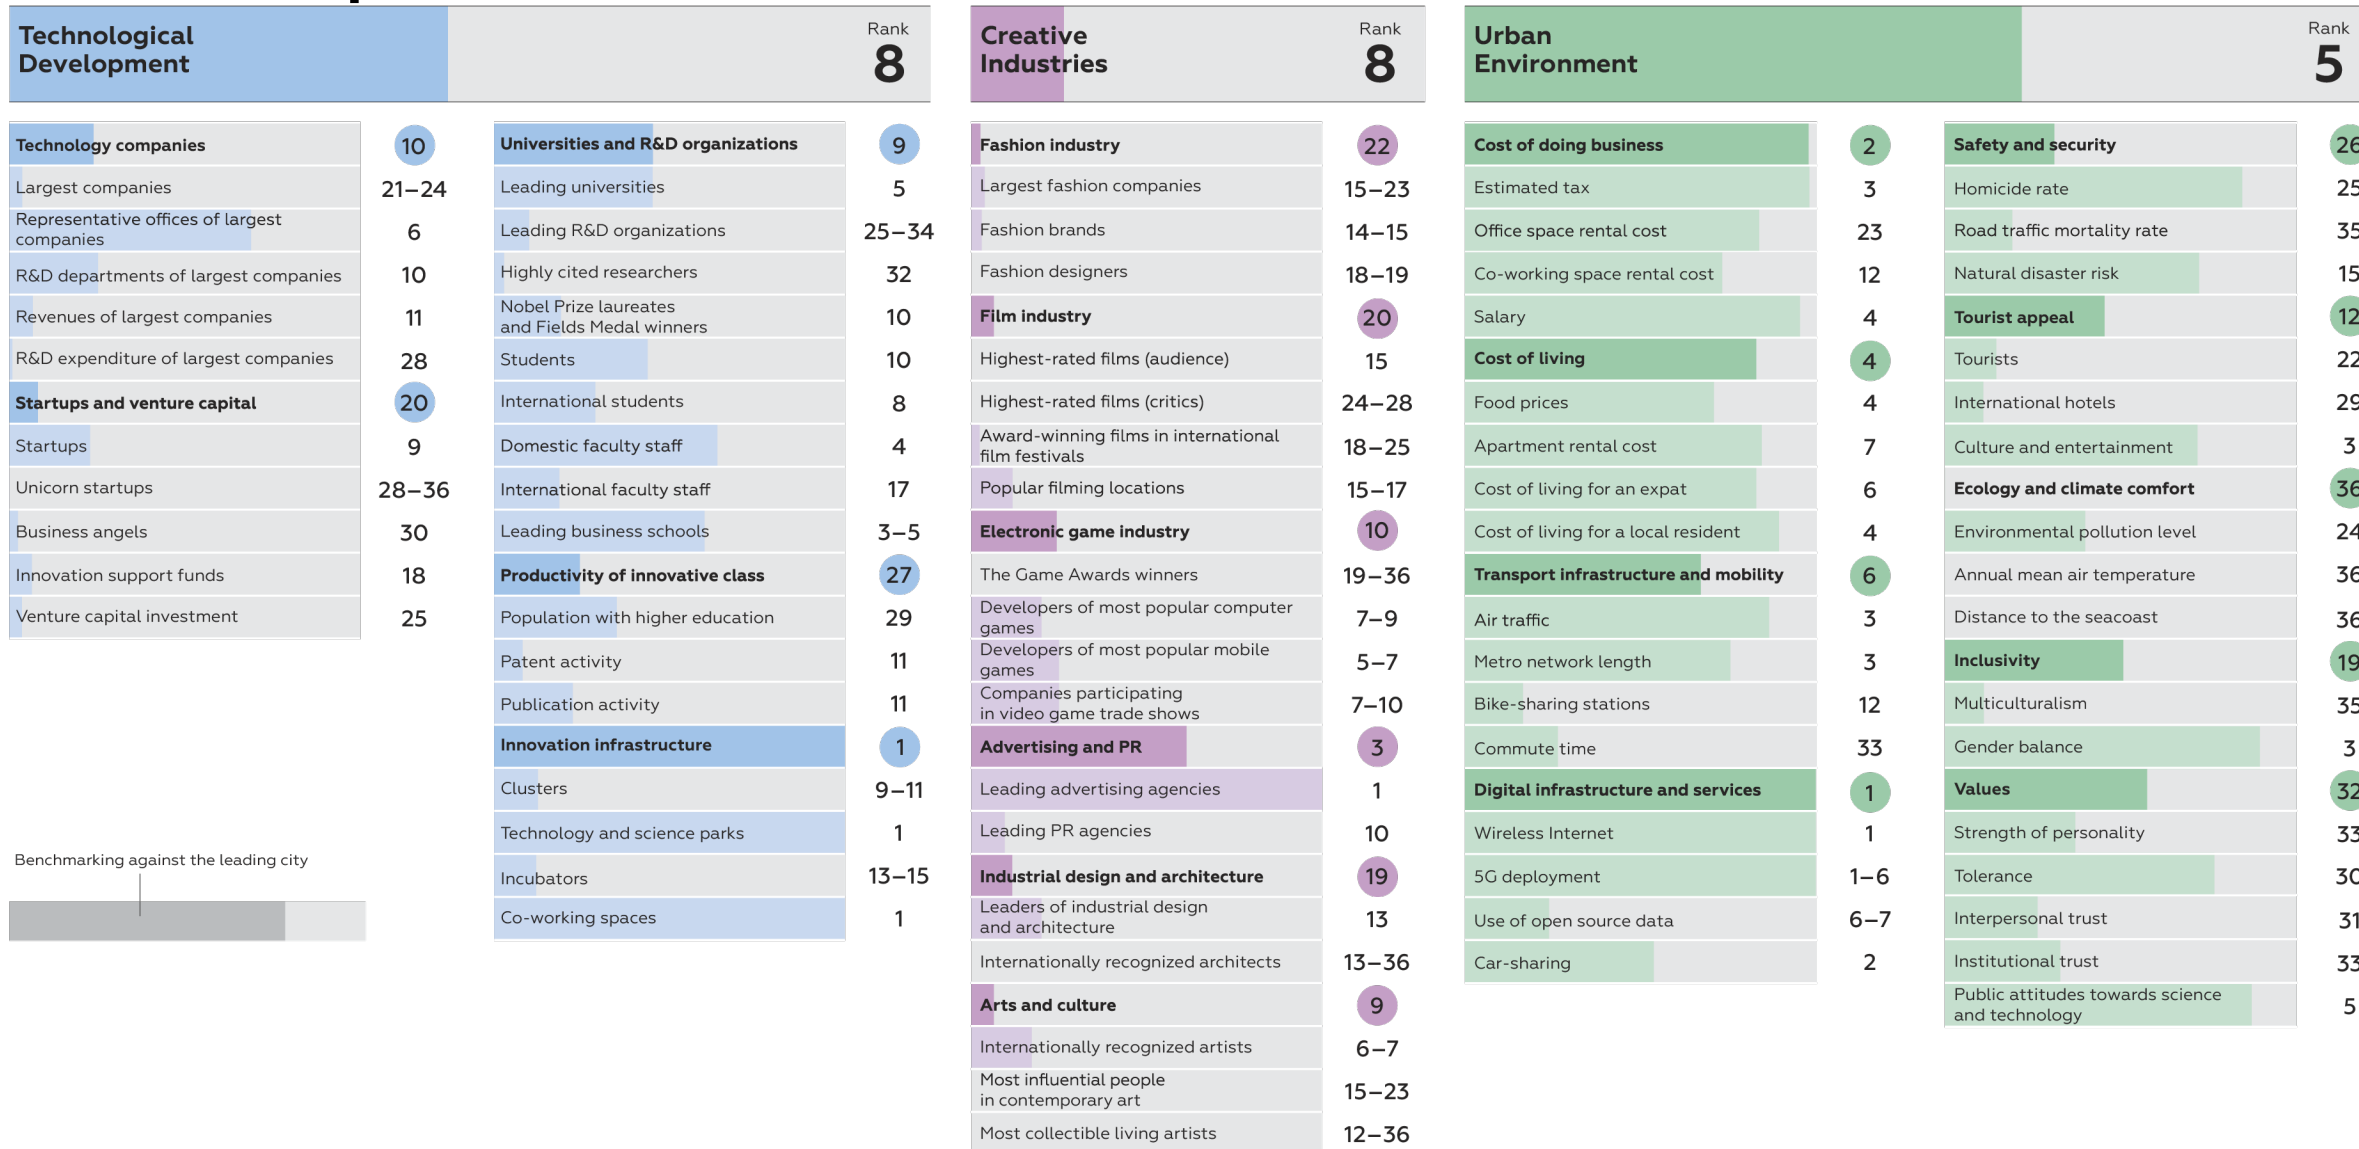 Technological
Development
Rank
8
Technology companies 10
Largest companies 21–24
Representative offices of largest
companies 6
R&D departments of largest companies 10
Revenues of largest companies 11
R&D expenditure of largest companies 28
Startups and venture capital 20
Startups 9
Unicorn startups 28–36
Business angels 30
Innovation support funds 18
Venture capital investment 25
Benchmarking against the leading city
Universities and R&D organizations 9
Leading universities 5
Leading R&D organizations 25–34
Highly cited researchers 32
Nobel Prize laureates
and Fields Medal winners 10
Students 10
International students 8
Domestic faculty staff 4
International faculty staff 17
Leading business schools 3–5
Productivity of innovative class 27
Population with higher education 29
Patent activity 11
Publication activity 11
Innovation infrastructure 1
Clusters 9–11
Technology and science parks 1
Incubators 13–15
Co-working spaces 1
Creative
Industries
Rank
8
Fashion industry 22
Largest fashion companies 15–23
Fashion brands 14–15
Fashion designers 18–19
Film industry 20
Highest-rated films (audience) 15
Highest-rated films (critics) 24–28
Award-winning films in international
film festivals 18–25
Popular filming locations 15–17
Electronic game industry 10
The Game Awards winners 19–36
Developers of most popular computer
games 7–9
Developers of most popular mobile
games 5–7
Companies participating
in video game trade shows 7–10
Advertising and PR 3
Leading advertising agencies 1
Leading PR agencies 10
Industrial design and architecture 19
Leaders of industrial design
and architecture 13
Internationally recognized architects 13–36
Arts and culture 9
Internationally recognized artists 6–7
Most influential people
in contemporary art 15–23
Most collectible living artists 12–36
Urban
Environment
Rank
5
Cost of doing business 2
Estimated tax 3
Office space rental cost 23
Co-working space rental cost 12
Salary 4
Cost of living 4
Food prices 4
Apartment rental cost 7
Cost of living for an expat 6
Cost of living for a local resident 4
Transport infrastructure and mobility 6
Air traffic 3
Metro network length 3
Bike-sharing stations 12
Commute time 33
Digital infrastructure and services 1
Wireless Internet 1
5G deployment 1–6
Use of open source data 6–7
Car-sharing 2
Safety and security 26
Homicide rate 25
Road traffic mortality rate 35
Natural disaster risk 15
Tourist appeal 12
Tourists 22
International hotels 29
Culture and entertainment 3
Ecology and climate comfort 36
Environmental pollution level 24
Annual mean air temperature 36
Distance to the seacoast 36
Inclusivity 19
Multiculturalism 35
Gender balance 3
Values 32
Strength of personality 33
Tolerance 30
Interpersonal trust 31
Institutional trust 33
Public attitudes towards science
and technology 5